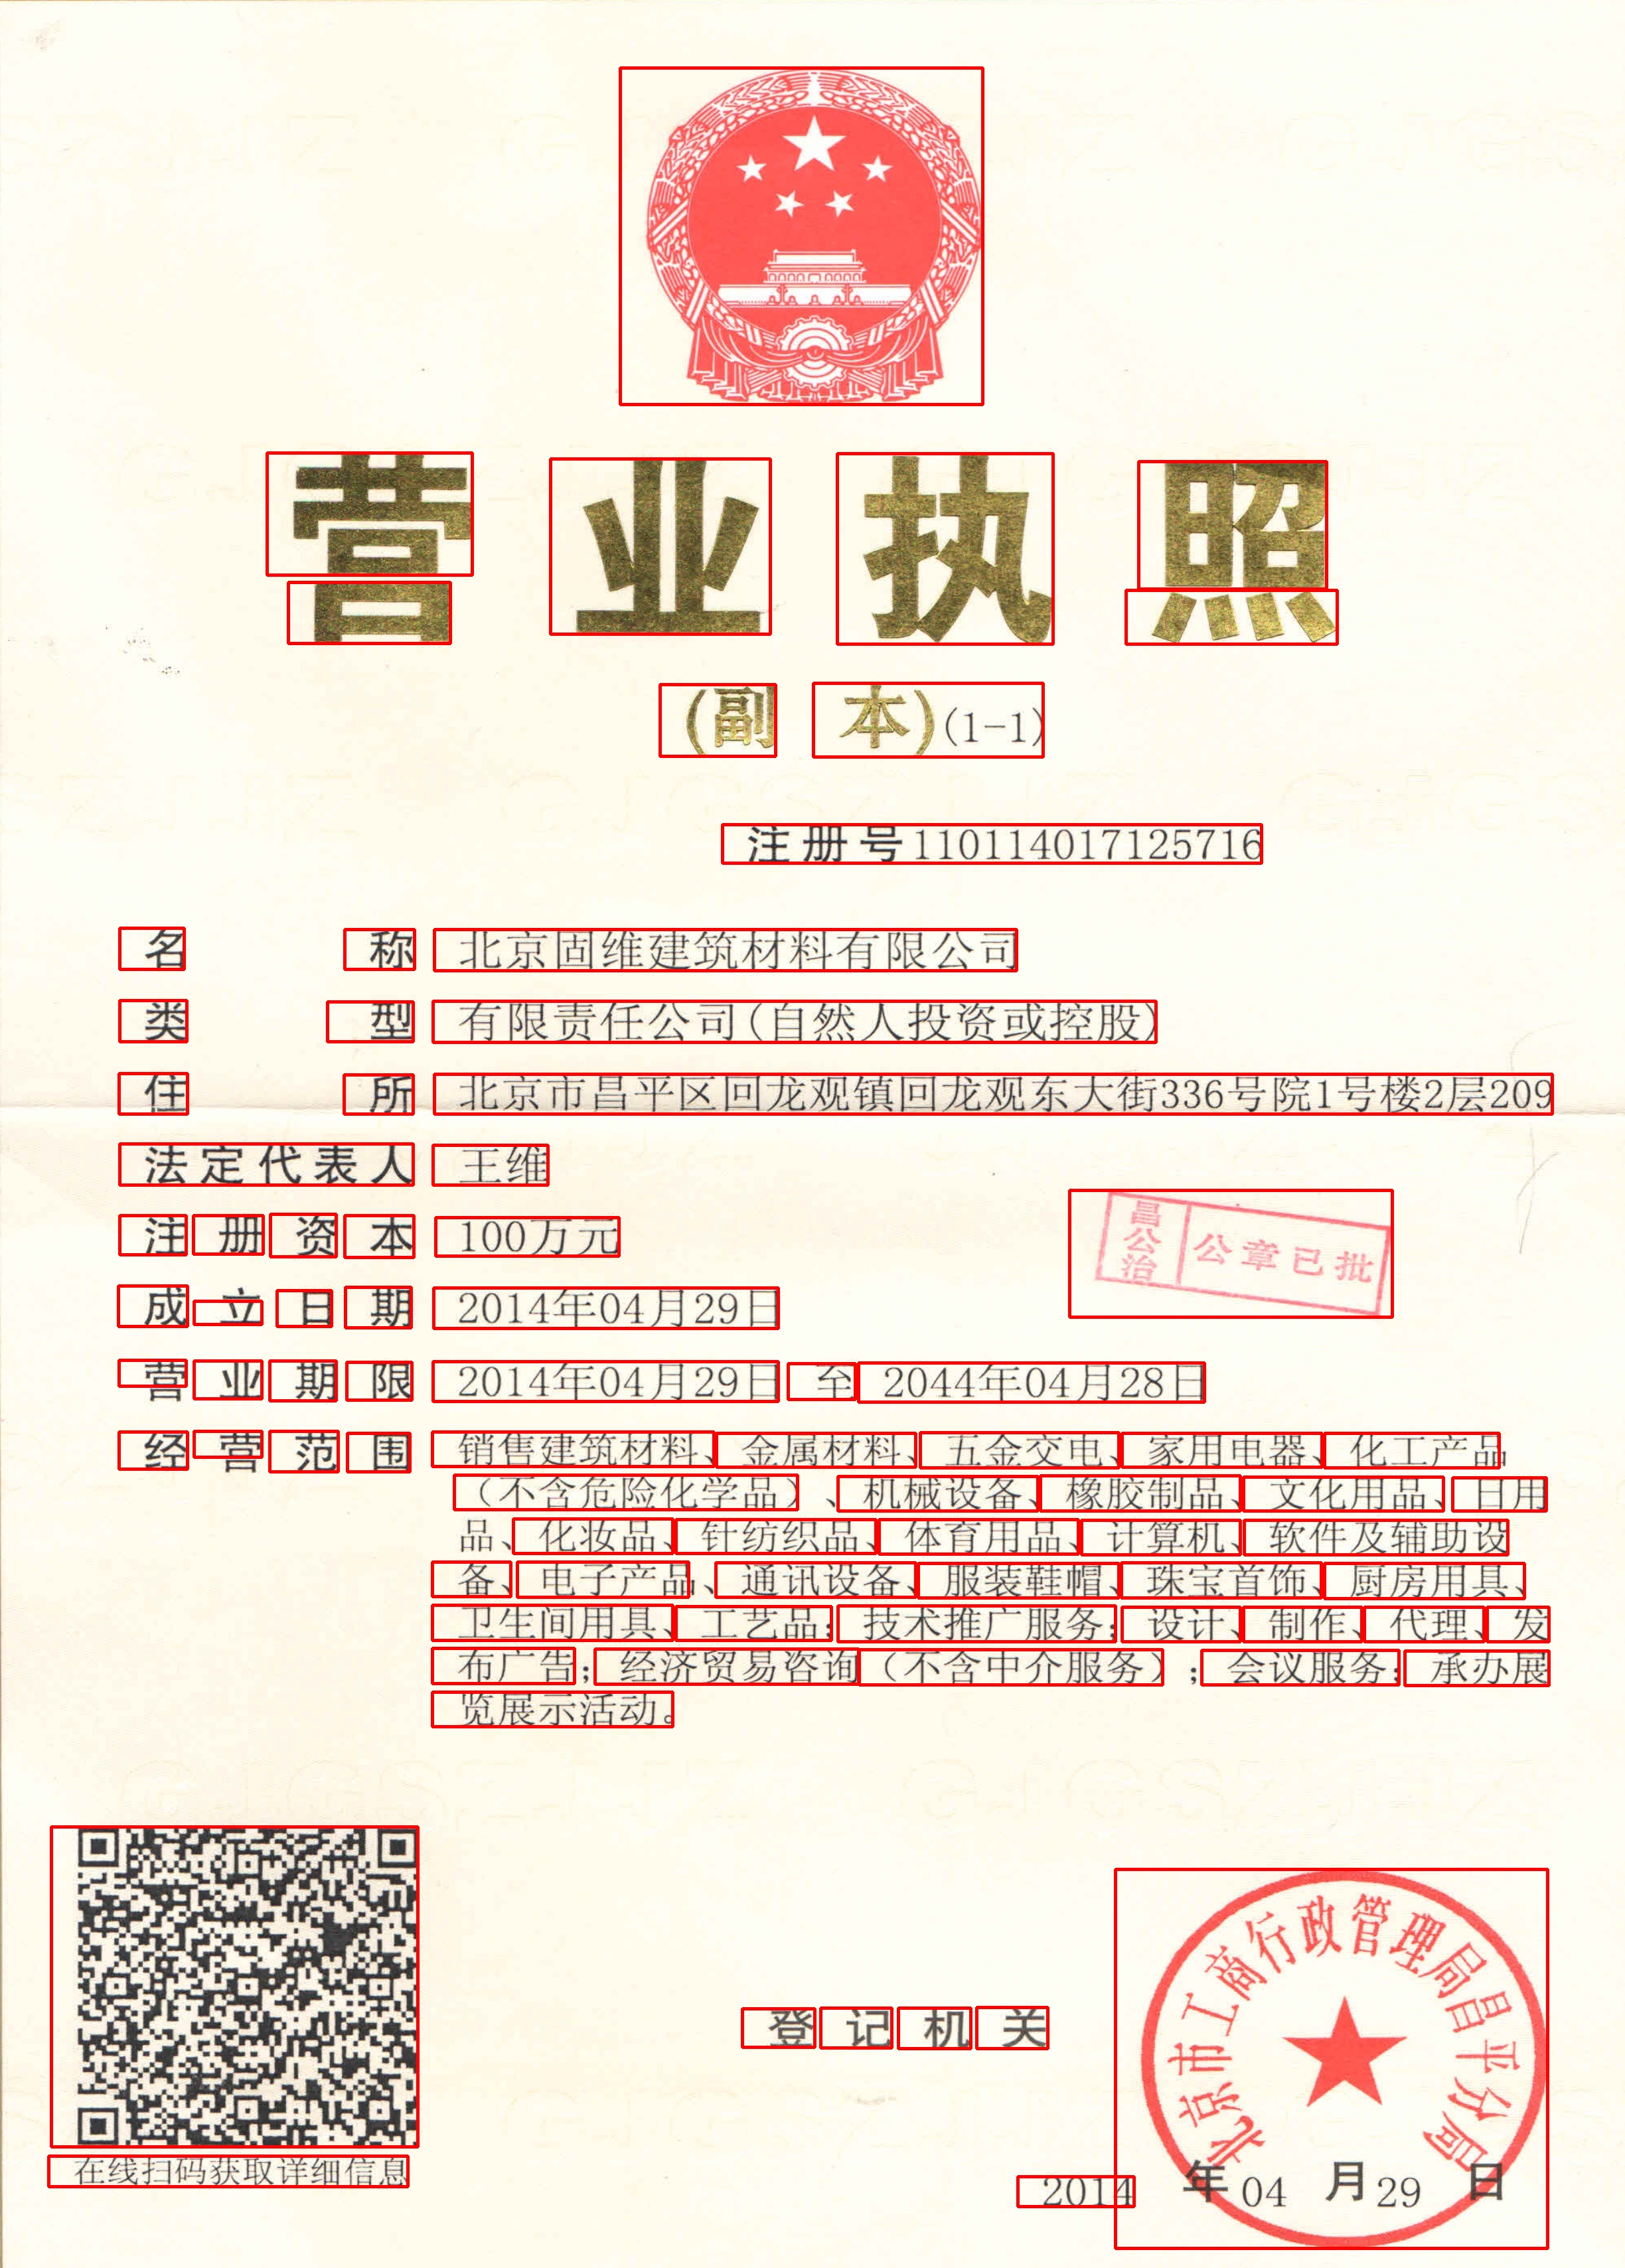 营业执照
(副 本)(1-1)
注册号110114017125716
名 称 北京固维建筑材料有限公司
类 型 有限责任公司(自然人投资或控股)
住 所 北京市昌平区回龙观镇回龙观东大街336号院1号楼2层209
法定代表人 王维
昌公治 公章已批
注册资本 100万元
成立日期 2014年04月29日
营业期限 2014年04月29日 至 2044年04月28日
经营范围 销售建筑材料、金属材料、五金交电、家用电器、化工产品
(不含危险化学品)、机械设备、橡胶制品、文化用品、日用
品、化妆品、针纺织品、体育用品、计算机、软件及辅助设
备、电子产品、通讯设备、服装鞋帽、珠宝首饰、厨房用具、
卫生间用具、工艺品;技术推广服务;设计、制作、代理、发
布广告;经济贸易咨询(不含中介服务);会议服务;承办展
览展示活动。
北京市工商行政管理局昌平分局
登记机关
在线扫码获取详细信息
2014 年 04 月 29 日